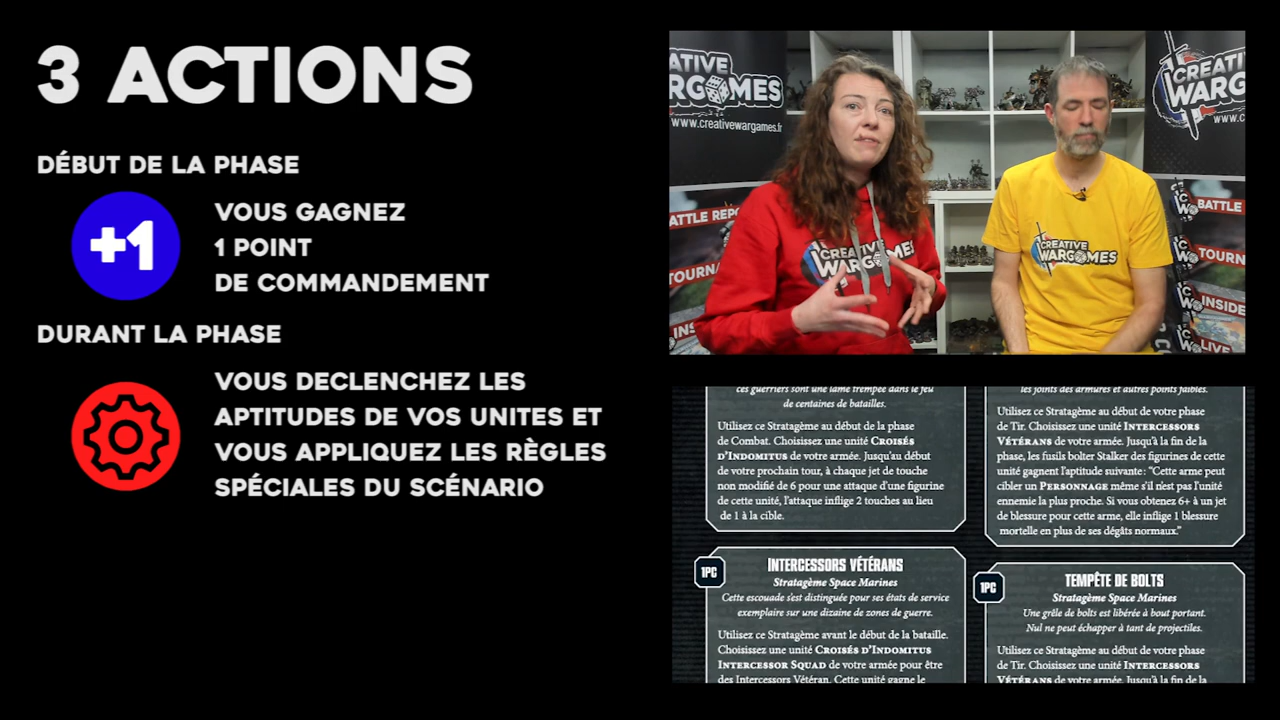 3 ACTIONS
DÉBUT DE LA PHASE
+1
VOUS GAGNEZ
1 POINT
DE COMMANDEMENT
DURANT LA PHASE
VOUS DECLENCHEZ LES
APTITUDES DE VOS UNITES ET
VOUS APPLIQUEZ LES RÈGLES
SPÉCIALES DU SCÉNARIO
WARGAMES
www.creativewargames.fr
BATTLE REPO
TOURNA
INS
CREATIVE
WARGAMES
CREATIVE
WARGAMES
CREATI
WARG
www.c
BATTLE
TOURN
INSIDE
LIVE
ces guerriers sont une lame trempée dans le feu
de centaines de batailles.
Utilisez ce Stratagème au début de la phase
de Combat. Choisissez une unité CROISÉS
D'INDOMITUS de votre armée. Jusqu'au début
de votre prochain tour, à chaque jet de touche
non modifié de 6 pour une attaque d'une figurine
de cette unité, l'attaque inflige 2 touches au lieu
de 1 à la cible.
1PC
INTERCESSORS VÉTÉRANS
Stratagème Space Marines
Cette escouade s'est distinguée pour ses états de service
exemplaire sur une dizaine de zones de guerre.
Utilisez ce Stratagème avant le début de la bataille.
Choisissez une unité CROISÉS D'INDOMITUS
INTERCESSOR SQUAD de votre armée pour être
des Intercessors Vétéran. Cette unité gagne le
les joints des armures et autres points faibles.
Utilisez ce Stratagème au début de votre phase
de Tir. Choisissez une unité INTERCESSORS
VÉTÉRANS de votre armée. Jusqu'à la fin de la
phase, les fusils bolter Stalker des figurines de cette
unité gagnent l'aptitude suivante : "Cette arme peut
cibler un PERSONNAGE même s'il n'est pas l'unité
ennemie la plus proche. Si vous obtenez 6+ à un jet
de blessure pour cette arme, elle inflige 1 blessure
mortelle en plus de ses dégâts normaux."
1PC
TEMPÊTE DE BOLTS
Stratagème Space Marines
Une grêle de bolts est libérée à bout portant.
Nul ne peut échapper à tant de projectiles.
Utilisez ce Stratagème au début de votre phase
de Tir. Choisissez une unité INTERCESSORS
VÉTÉRANS de votre armée. Jusqu'à la fin de la